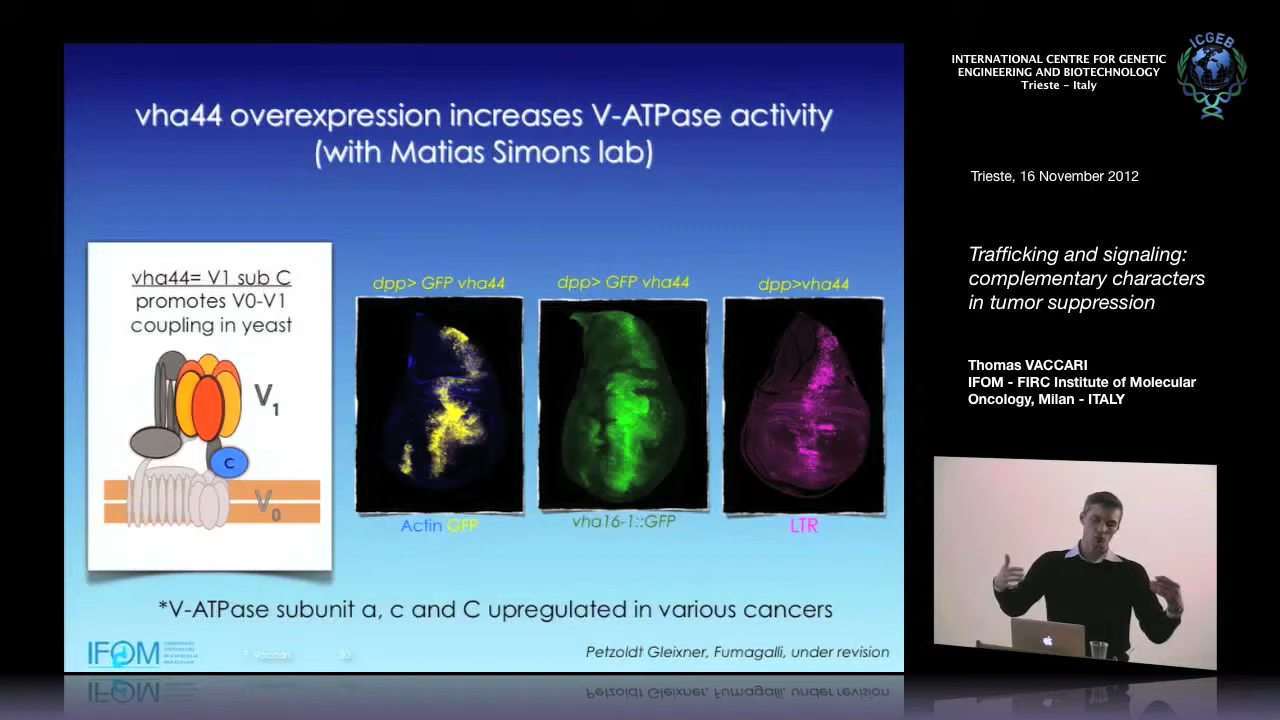 vha44 overexpression increases V-ATPase activity
(with Matias Simons lab)
vha44= V1 sub C
promotes V0-V1
coupling in yeast
V1
C
V0
dpp> GFP vha44
dpp> GFP vha44
dpp>vha44
Actin GFP
vha16-1::GFP
LTR
*V-ATPase subunit a, c and C upregulated in various cancers
IFOM
Petzoldt Gleixner, Fumagalli, under revision
INTERNATIONAL CENTRE FOR GENETIC
ENGINEERING AND BIOTECHNOLOGY
Trieste - Italy
ICGEB
Trieste, 16 November 2012
Trafficking and signaling:
complementary characters
in tumor suppression
Thomas VACCARI
IFOM - FIRC Institute of Molecular
Oncology, Milan - ITALY